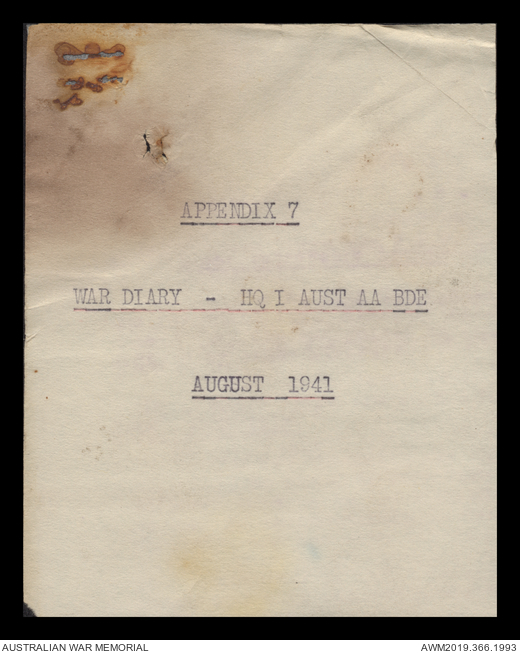 APPENDIX 7
WAR DIARY - HQ I AUST AA BDE
AUGUST 1941
AUSTRALIAN WAR MEMORIAL
AWM2019.366.1993